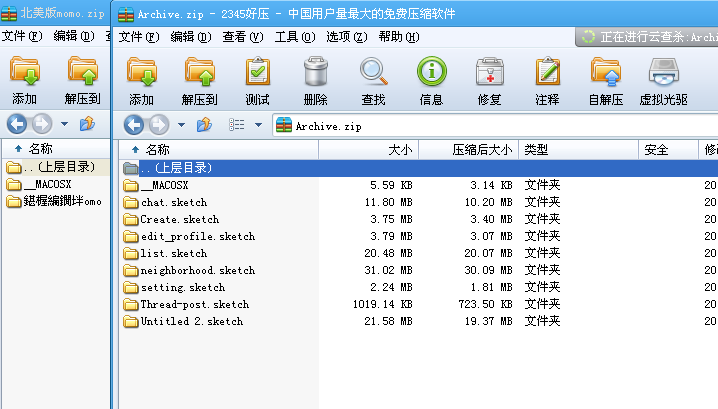 北美版momo.zip
文件(F) 编辑(D)
添加 解压到
名称
..(上层目录)
__MACOSX
Archive.zip - 2345好压 - 中国用户量最大的免费压缩软件
文件(F) 编辑(D) 查看(V) 工具(O) 选项(Z) 帮助(H) 正在进行云查杀:Archi
添加 解压到 测试 删除 查找 信息 修复 注释 自解压 虚拟光驱
Archive.zip
名称 大小 压缩后大小 类型 安全
..(上层目录)
__MACOSX 5.59 KB 3.14 KB 文件夹 20
chat.sketch 11.80 MB 10.20 MB 文件夹 20
Create.sketch 3.75 MB 3.40 MB 文件夹 20
edit_profile.sketch 3.79 MB 3.07 MB 文件夹 20
list.sketch 20.48 MB 20.07 MB 文件夹 20
neighborhood.sketch 31.02 MB 30.09 MB 文件夹 20
setting.sketch 2.24 MB 1.81 MB 文件夹 20
Thread-post.sketch 1019.14 KB 723.50 KB 文件夹 20
Untitled 2.sketch 21.58 MB 19.37 MB 文件夹 20